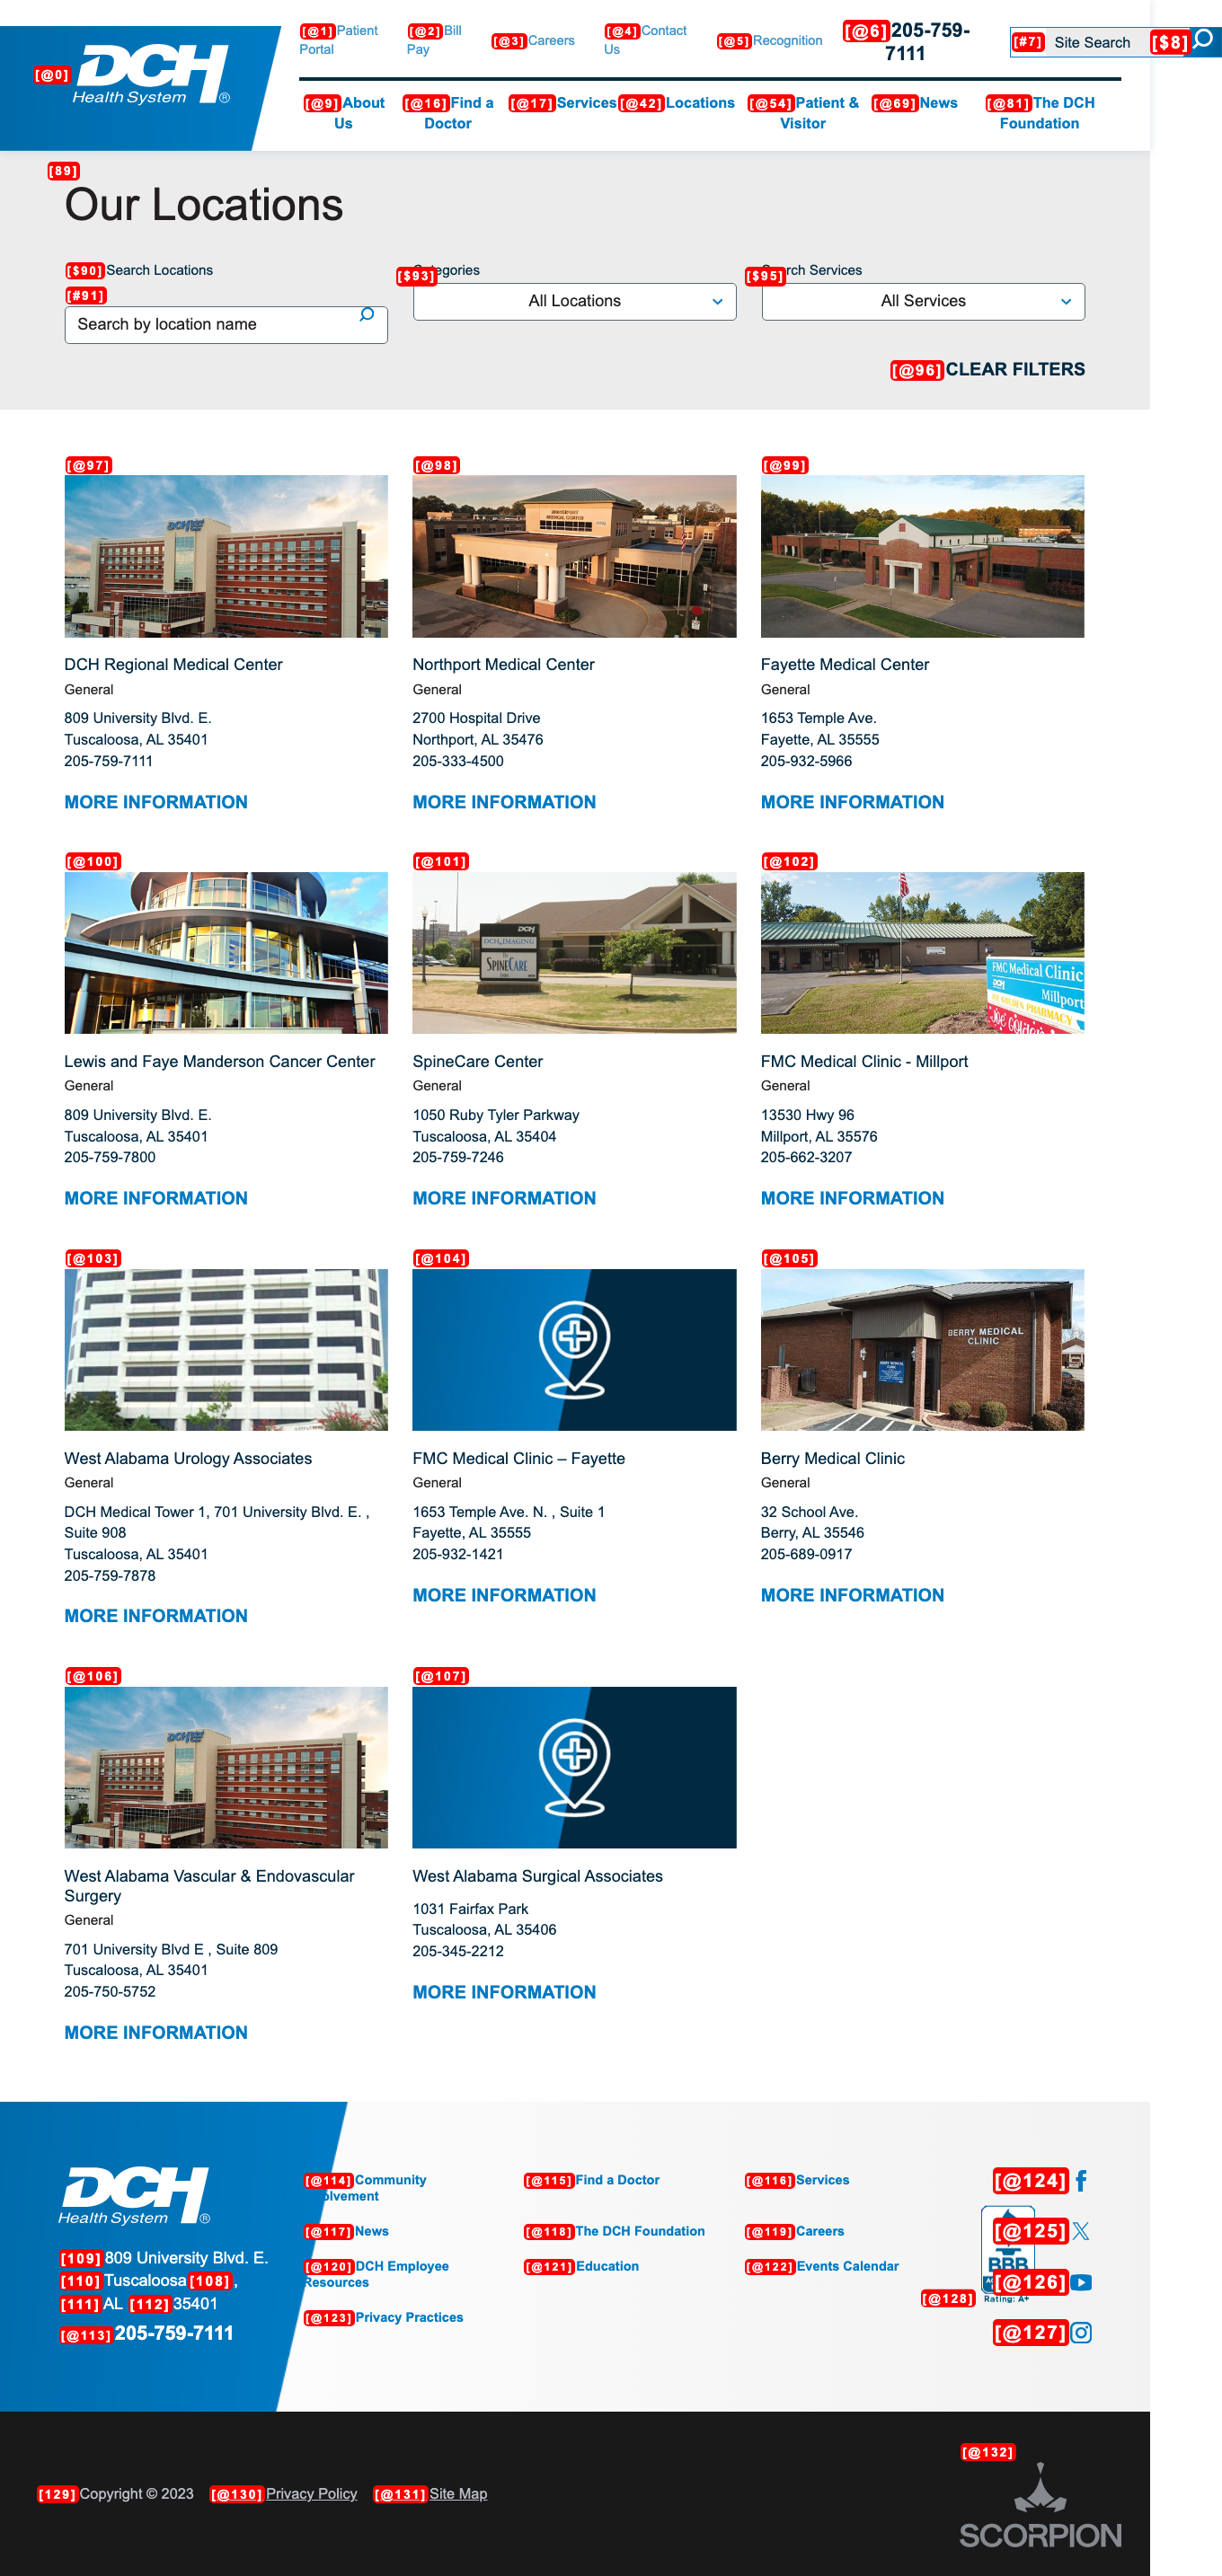 [@1]Patient Portal
[@2]Bill Pay
[@3]Careers
[@4]Contact Us
[@5]Recognition
[@6]205-759-7111
[#7] Site Search [$8]
[@0] DCH
Health System®
[@9]About Us
[@16]Find a Doctor
[@17]Services
[@42]Locations
[@54]Patient & Visitor
[@69]News
[@81]The DCH Foundation
[89]
Our Locations
[$90]Search Locations
[#91]
Search by location name
[$93]egories
All Locations
[$95]rch Services
All Services
[@96]CLEAR FILTERS
[@97]
DCH
DCH Regional Medical Center
General
809 University Blvd. E.
Tuscaloosa, AL 35401
205-759-7111
MORE INFORMATION
[@98]
Northport Medical Center
General
2700 Hospital Drive
Northport, AL 35476
205-333-4500
MORE INFORMATION
[@99]
Fayette Medical Center
General
1653 Temple Ave.
Fayette, AL 35555
205-932-5966
MORE INFORMATION
[@100]
Lewis and Faye Manderson Cancer Center
General
809 University Blvd. E.
Tuscaloosa, AL 35401
205-759-7800
MORE INFORMATION
[@101]
DCH
DCH IMAGING
SPINECARE
SpineCare Center
General
1050 Ruby Tyler Parkway
Tuscaloosa, AL 35404
205-759-7246
MORE INFORMATION
[@102]
FMC Medical Clinic
Millport
FMC Medical Clinic - Millport
General
13530 Hwy 96
Millport, AL 35576
205-662-3207
MORE INFORMATION
[@103]
West Alabama Urology Associates
General
DCH Medical Tower 1, 701 University Blvd. E. ,
Suite 908
Tuscaloosa, AL 35401
205-759-7878
MORE INFORMATION
[@104]
FMC Medical Clinic – Fayette
General
1653 Temple Ave. N. , Suite 1
Fayette, AL 35555
205-932-1421
MORE INFORMATION
[@105]
BERRY MEDICAL
CLINIC
Berry Medical Clinic
General
32 School Ave.
Berry, AL 35546
205-689-0917
MORE INFORMATION
[@106]
DCH
West Alabama Vascular & Endovascular
Surgery
General
701 University Blvd E , Suite 809
Tuscaloosa, AL 35401
205-750-5752
MORE INFORMATION
[@107]
West Alabama Surgical Associates
1031 Fairfax Park
Tuscaloosa, AL 35406
205-345-2212
MORE INFORMATION
DCH
Health System®
[109]809 University Blvd. E.
[110]Tuscaloosa[108],
[111]AL [112]35401
[@113]205-759-7111
[@114]Community
olvement
[@115]Find a Doctor
[@116]Services
[@117]News
[@118]The DCH Foundation
[@119]Careers
[@120]DCH Employee
Resources
[@121]Education
[@122]Events Calendar
[@123]Privacy Practices
[@124]
[@125]
[@126]
[@127]
BBB
[@128] Rating: A+
[129]Copyright © 2023
[@130]Privacy Policy
[@131]Site Map
[@132]
SCORPION